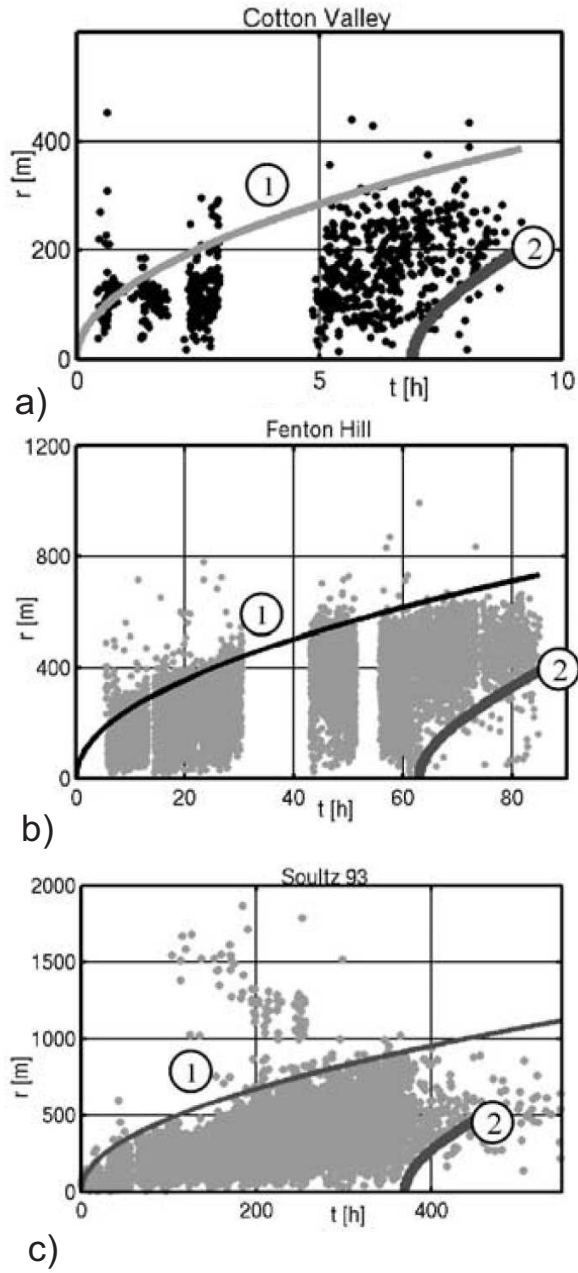 Cotton Valley
r [m]
400
200
0
1
2
0 5 10
t [h]
a)
Fenton Hill
1200
800
400
0
r [m]
1
2
0 20 40 60 80
t [h]
b)
Soultz 93
2000
1500
1000
500
0
r [m]
1
2
0 200 400
t [h]
c)